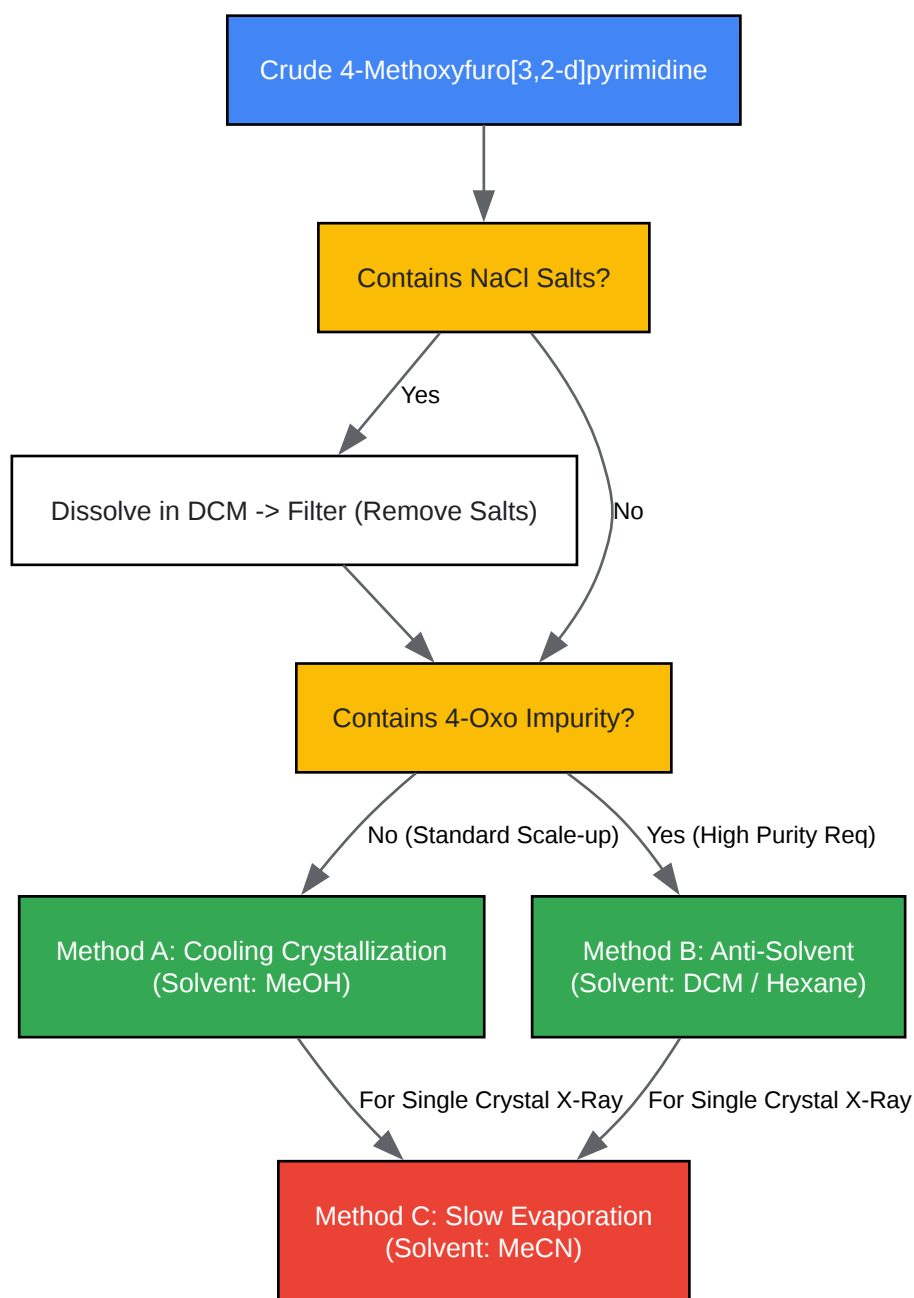 Crude 4-Methoxyfuro[3,2-d]pyrimidine
Contains NaCl Salts?
Yes
Dissolve in DCM -> Filter (Remove Salts)
No
Contains 4-Oxo Impurity?
No (Standard Scale-up)
Yes (High Purity Req)
Method A: Cooling Crystallization
(Solvent: MeOH)
Method B: Anti-Solvent
(Solvent: DCM / Hexane)
For Single Crystal X-Ray
For Single Crystal X-Ray
Method C: Slow Evaporation
(Solvent: MeCN)